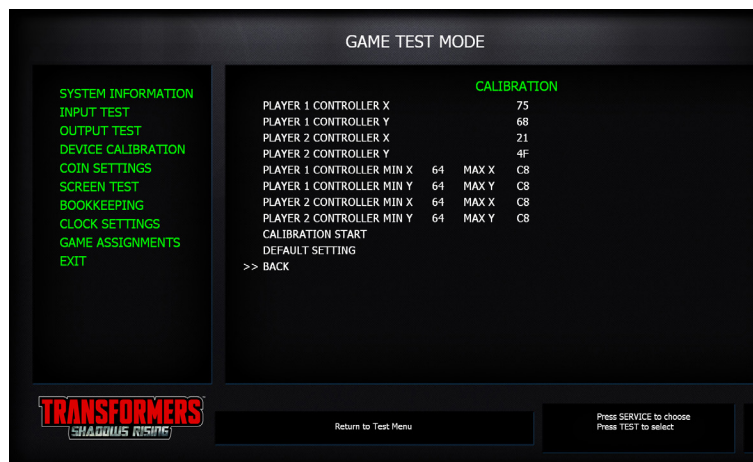 GAME TEST MODE
SYSTEM INFORMATION
INPUT TEST
OUTPUT TEST
DEVICE CALIBRATION
COIN SETTINGS
SCREEN TEST
BOOKKEEPING
CLOCK SETTINGS
GAME ASSIGNMENTS
EXIT
CALIBRATION
PLAYER 1 CONTROLLER X 75
PLAYER 1 CONTROLLER Y 68
PLAYER 2 CONTROLLER X 21
PLAYER 2 CONTROLLER Y 4F
PLAYER 1 CONTROLLER MIN X 64 MAX X C8
PLAYER 1 CONTROLLER MIN Y 64 MAX Y C8
PLAYER 2 CONTROLLER MIN X 64 MAX X C8
PLAYER 2 CONTROLLER MIN Y 64 MAX Y C8
CALIBRATION START
DEFAULT SETTING
>> BACK
TRANSFORMERS
SHADOWS RISING
Return to Test Menu
Press SERVICE to choose
Press TEST to select